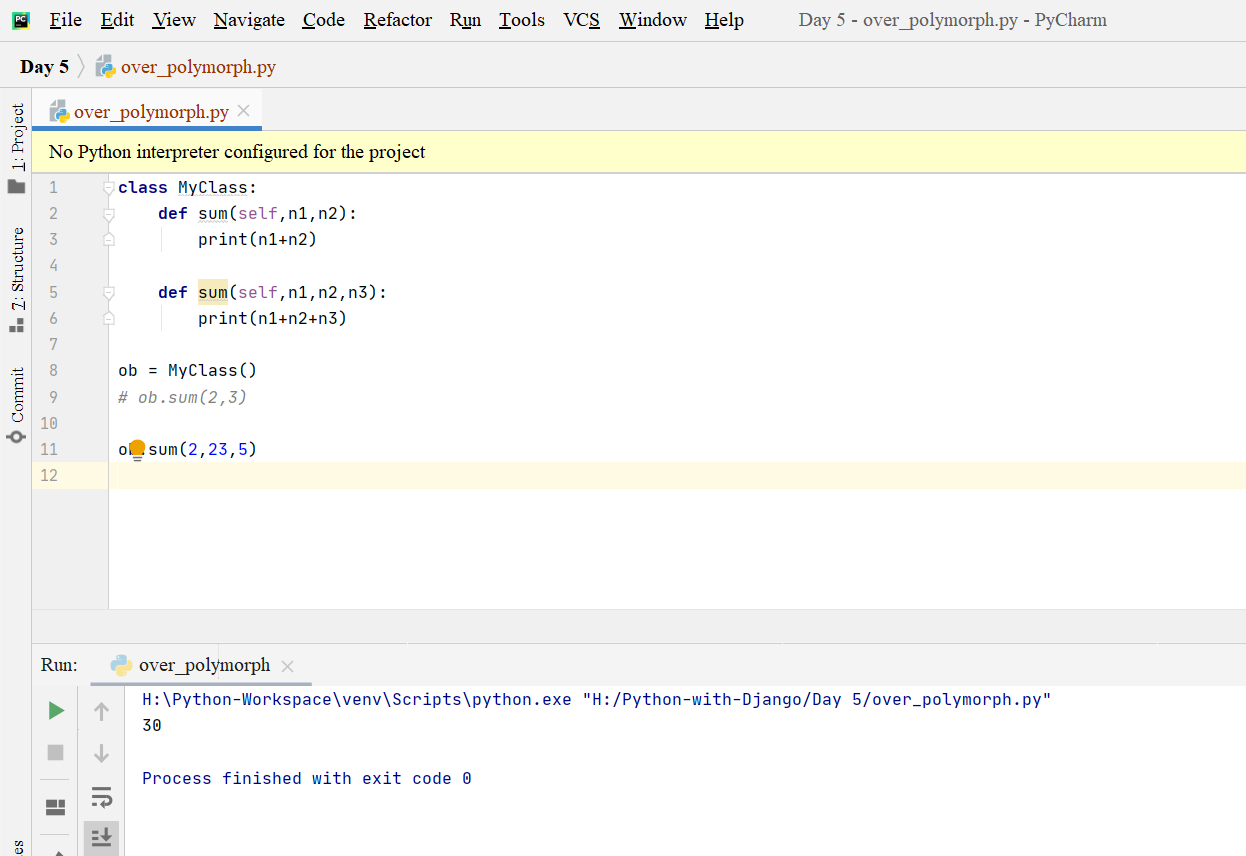 PC File Edit View Navigate Code Refactor Run Tools VCS Window Help Day 5 - over_polymorph.py - PyCharm
Day 5 over_polymorph.py
over_polymorph.py
No Python interpreter configured for the project
1: Project
7: Structure
Commit
1 class MyClass:
2     def sum(self,n1,n2):
3         print(n1+n2)
4
5     def sum(self,n1,n2,n3):
6         print(n1+n2+n3)
7
8 ob = MyClass()
9 # ob.sum(2,3)
10
11 ob.sum(2,23,5)
12
Run: over_polymorph
H:\Python-Workspace\venv\Scripts\python.exe "H:/Python-with-Django/Day 5/over_polymorph.py"
30
Process finished with exit code 0